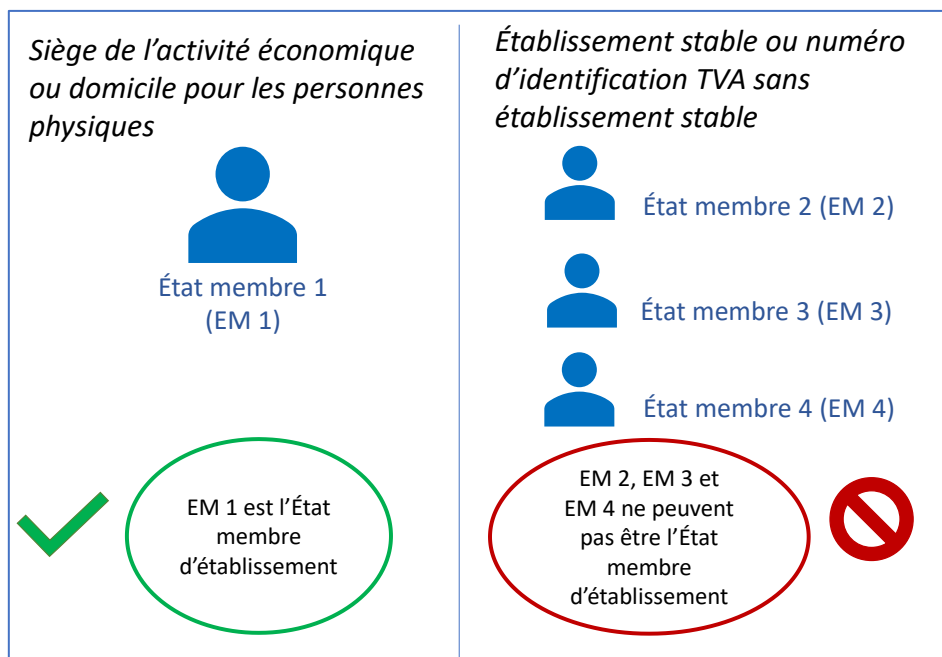 Siège de l’activité économique
ou domicile pour les personnes
physiques
État membre 1
(EM 1)
EM 1 est l’État
membre
d’établissement
Établissement stable ou numéro
d’identification TVA sans
établissement stable
État membre 2 (EM 2)
État membre 3 (EM 3)
État membre 4 (EM 4)
EM 2, EM 3 et
EM 4 ne peuvent
pas être l’État
membre
d’établissement